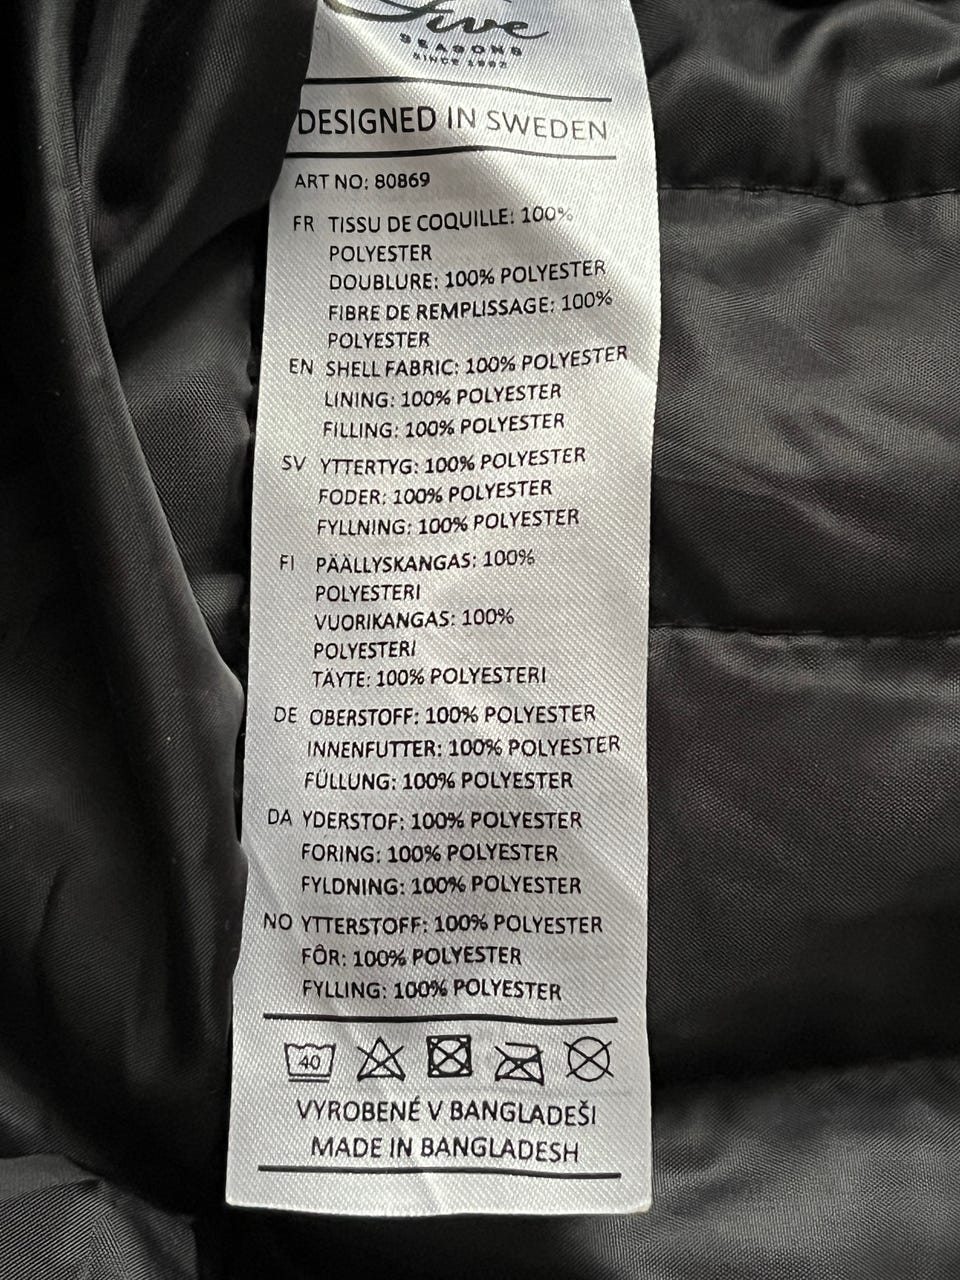 Five
SEASONS
SINCE 1982
DESIGNED IN SWEDEN
ART NO: 80869
FR TISSU DE COQUILLE: 100%
POLYESTER
DOUBLURE: 100% POLYESTER
FIBRE DE REMPLISSAGE: 100%
POLYESTER
EN SHELL FABRIC: 100% POLYESTER
LINING: 100% POLYESTER
FILLING: 100% POLYESTER
SV YTTERTYG: 100% POLYESTER
FODER: 100% POLYESTER
FYLLNING: 100% POLYESTER
FI PÄÄLLYSKANGAS: 100%
POLYESTERI
VUORIKANGAS: 100%
POLYESTERI
TÄYTE: 100% POLYESTERI
DE OBERSTOFF: 100% POLYESTER
INNENFUTTER: 100% POLYESTER
FÜLLUNG: 100% POLYESTER
DA YDERSTOF: 100% POLYESTER
FORING: 100% POLYESTER
FYLDNING: 100% POLYESTER
NO YTTERSTOFF: 100% POLYESTER
FÔR: 100% POLYESTER
FYLLING: 100% POLYESTER
40
VYROBENÉ V BANGLADEŠI
MADE IN BANGLADESH